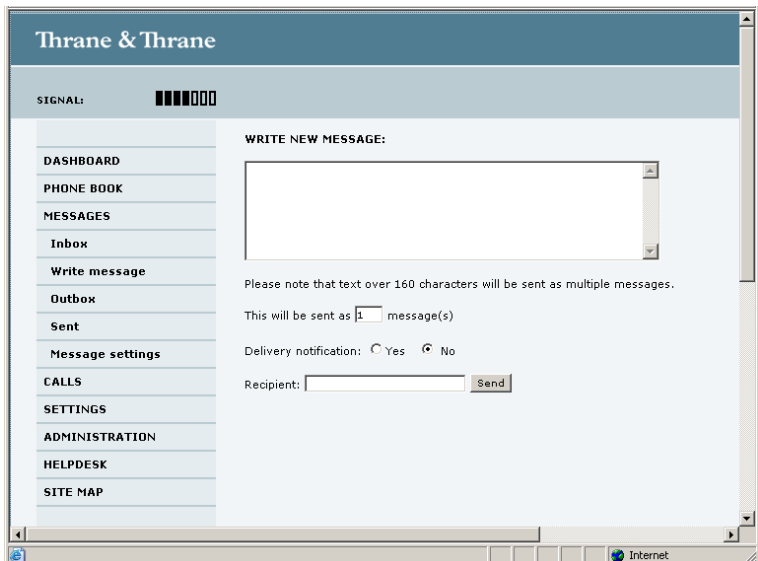 Thrane & Thrane
SIGNAL:
WRITE NEW MESSAGE:
DASHBOARD
PHONE BOOK
MESSAGES
Inbox
Write message
Outbox
Sent
Message settings
CALLS
SETTINGS
ADMINISTRATION
HELPDESK
SITE MAP
Please note that text over 160 characters will be sent as multiple messages.
This will be sent as 1 message(s)
Delivery notification: Yes No
Recipient: Send
Internet